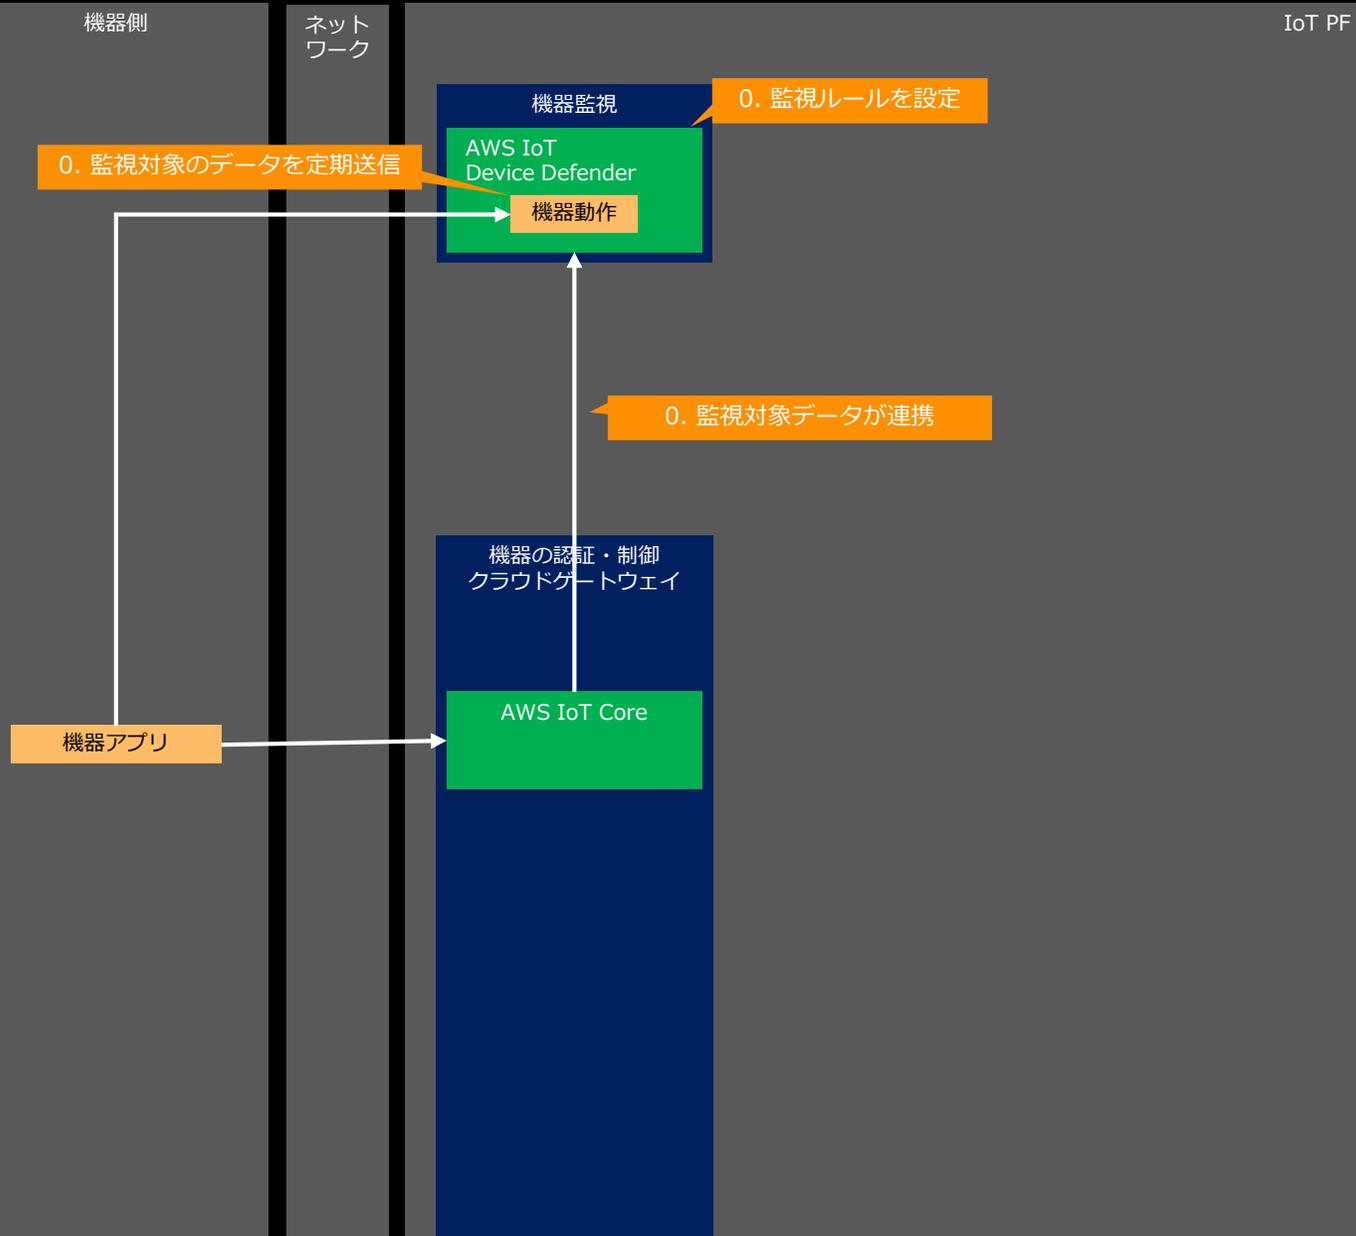 機器側
ネット
ワーク
IoT PF
機器監視
0. 監視ルールを設定
AWS IoT
Device Defender
0. 監視対象のデータを定期送信
機器動作
0. 監視対象データが連携
機器の認証・制御
クラウドゲートウェイ
AWS IoT Core
機器アプリ